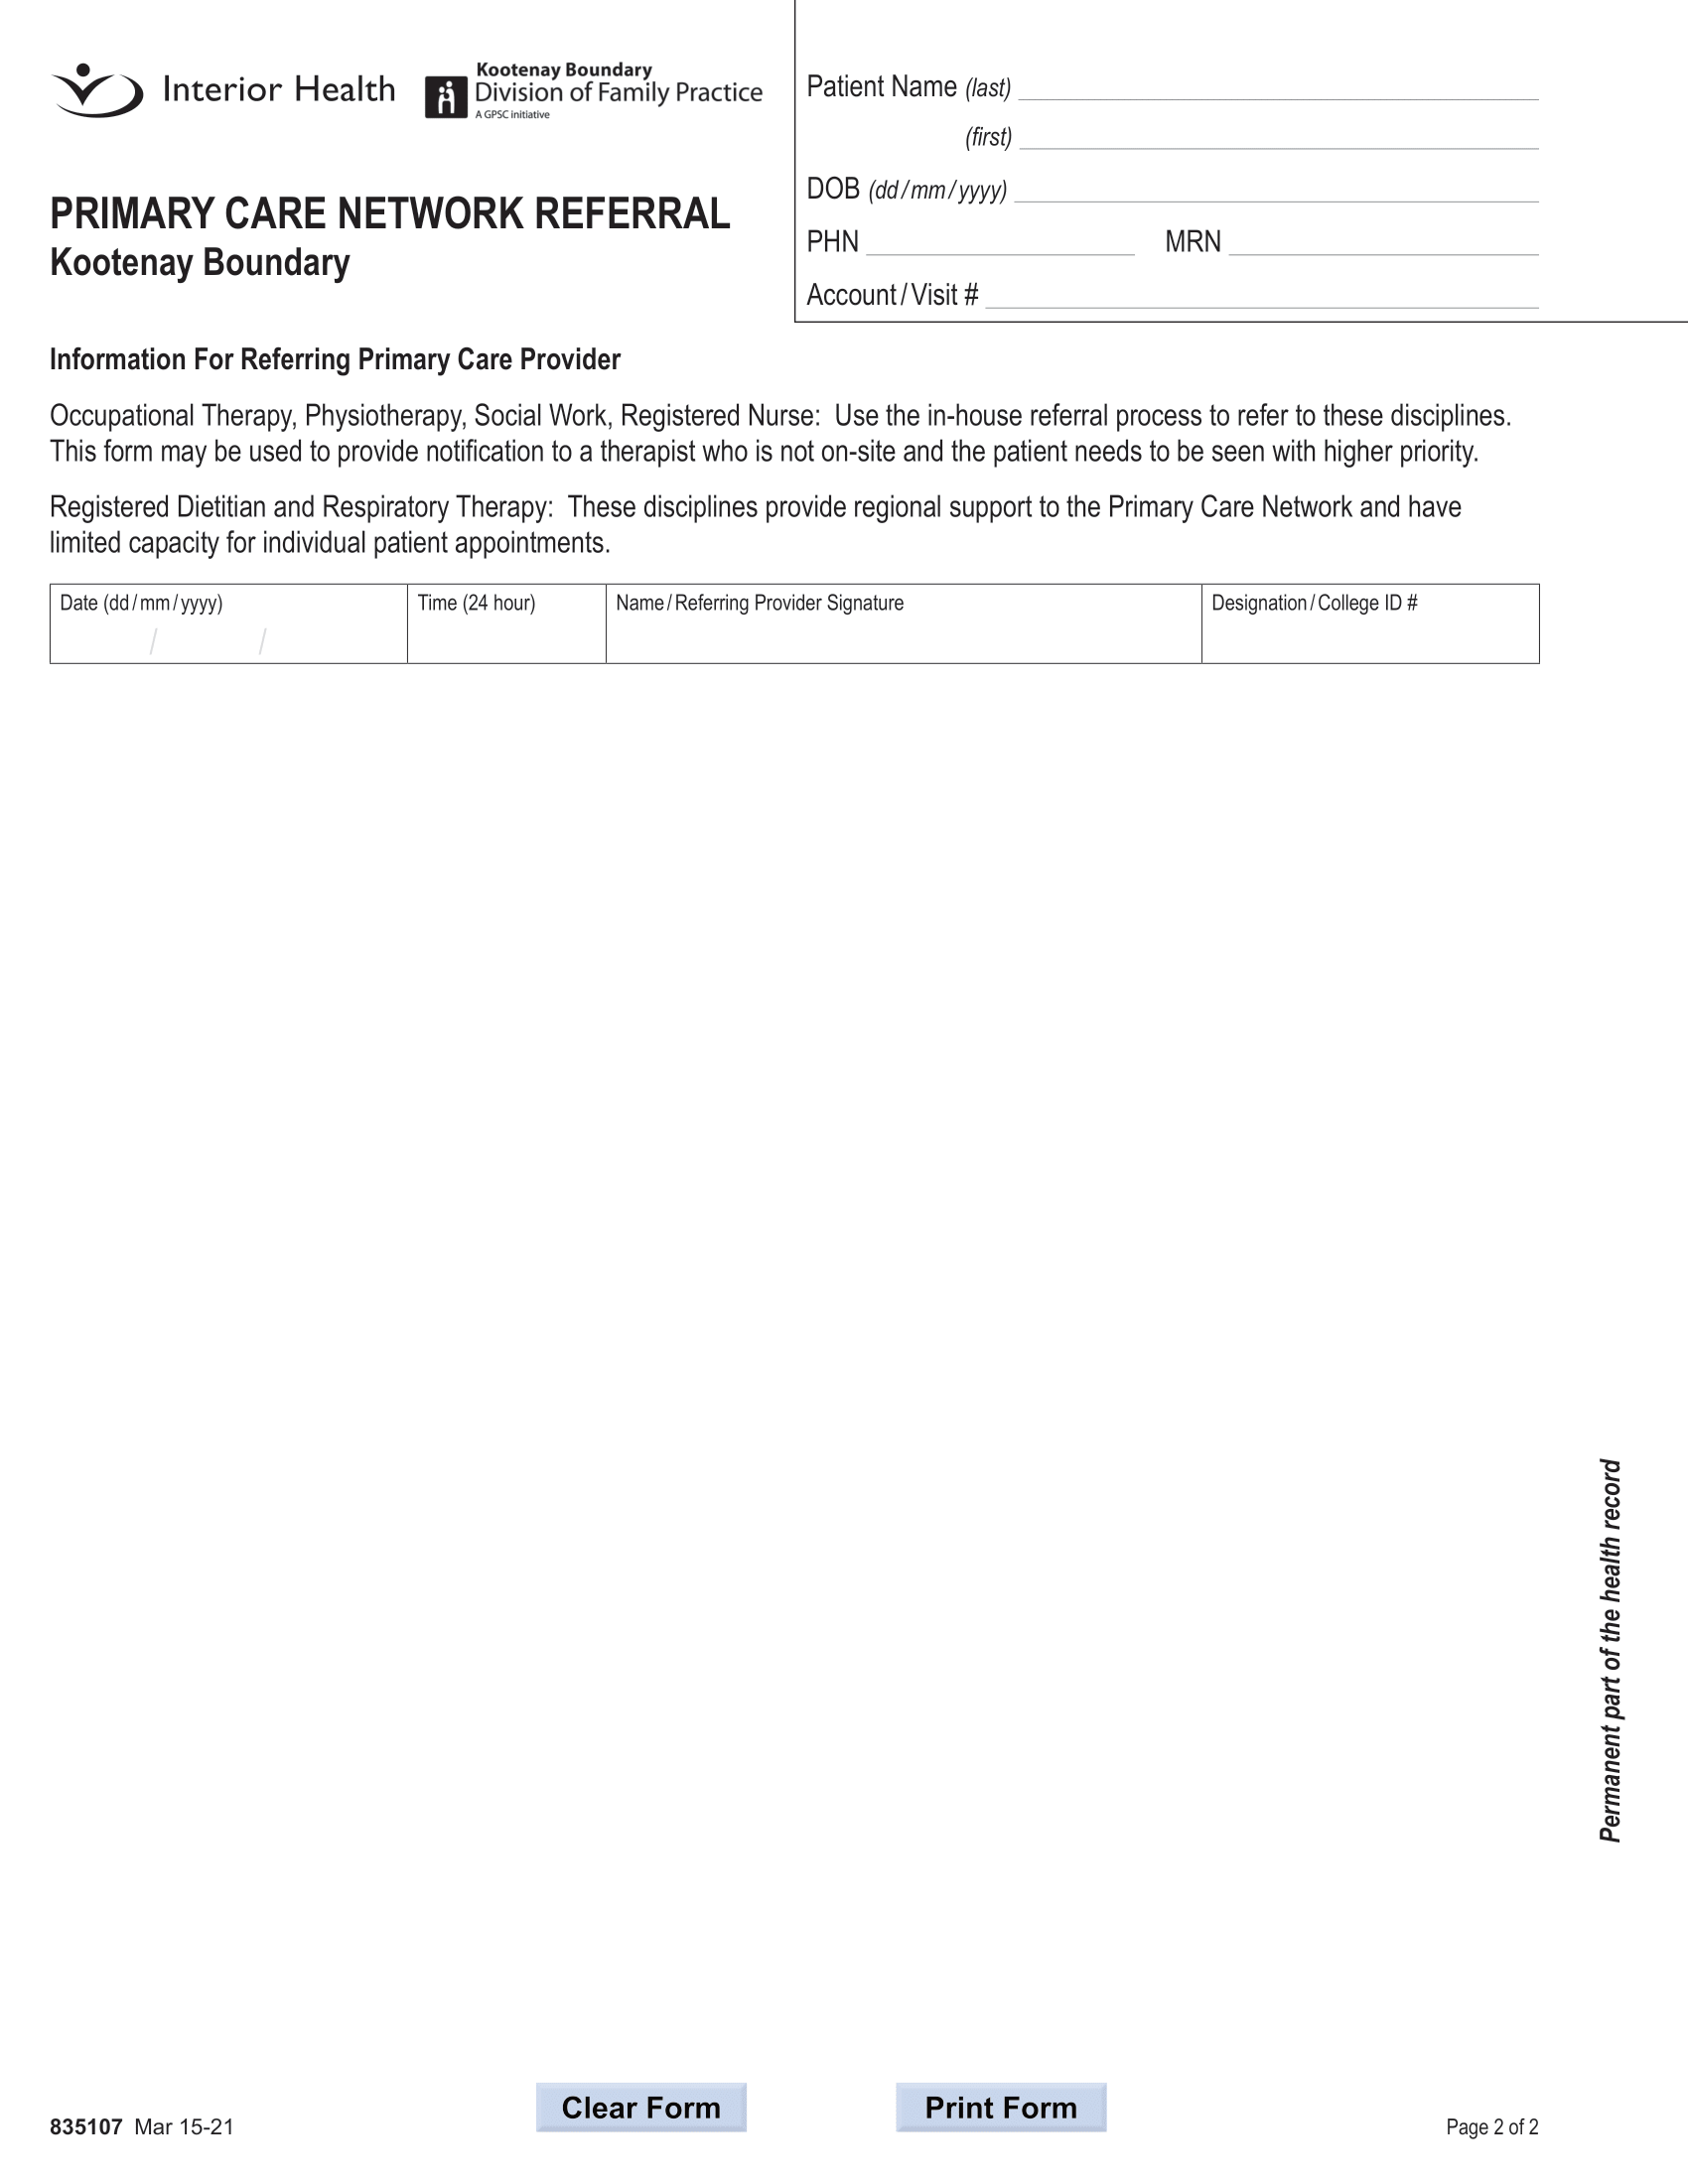 Interior Health
Kootenay Boundary
Division of Family Practice
A GPSC initiative
PRIMARY CARE NETWORK REFERRAL
Kootenay Boundary
Patient Name (last)
(first)
DOB (dd/mm/yyyy)
PHN MRN
Account/Visit #
Information For Referring Primary Care Provider
Occupational Therapy, Physiotherapy, Social Work, Registered Nurse: Use the in-house referral process to refer to these disciplines.
This form may be used to provide notification to a therapist who is not on-site and the patient needs to be seen with higher priority.
Registered Dietitian and Respiratory Therapy: These disciplines provide regional support to the Primary Care Network and have
limited capacity for individual patient appointments.
Date (dd/mm/yyyy) Time (24 hour) Name/Referring Provider Signature Designation/College ID #
/ /
Permanent part of the health record
Clear Form Print Form
835107 Mar 15-21 Page 2 of 2